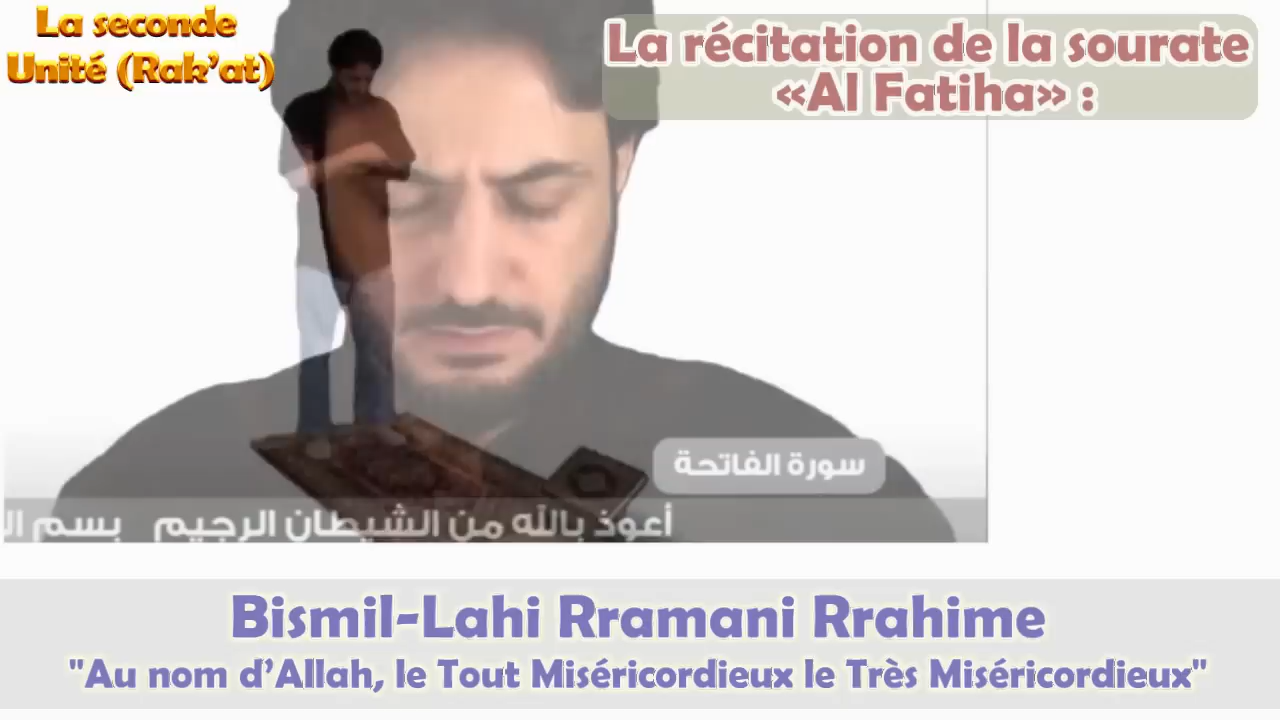 La seconde
Unité (Rak'at)
La récitation de la sourate
«Al Fatiha» :
سورة الفاتحة
أعوذ بالله من الشيطان الرجيم بسم
Bismil-Lahi Rramani Rrahime
"Au nom d'Allah, le Tout Miséricordieux le Très Miséricordieux"